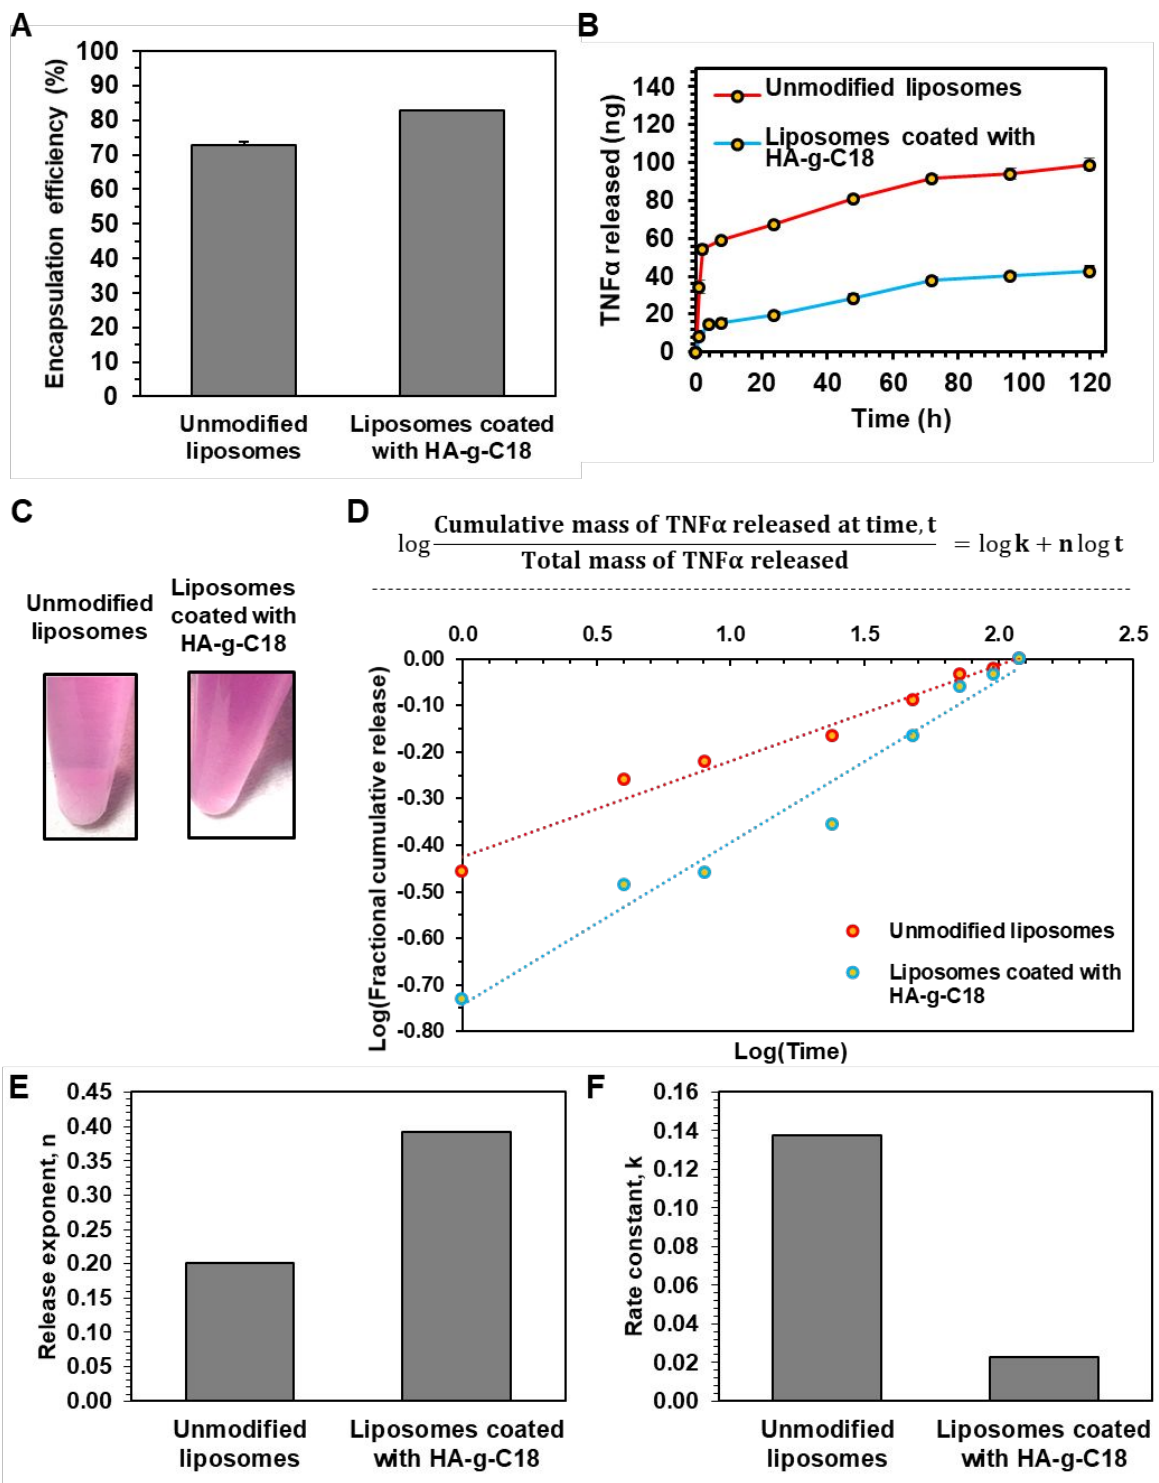 A
Encapsulation efficiency (%)
100
90
80
70
60
50
40
30
20
10
0
Unmodified
liposomes
Liposomes coated
with HA-g-C18
B
TNFα released (ng)
140
120
100
80
60
40
20
0
Unmodified liposomes
Liposomes coated with
HA-g-C18
0 20 40 60 80 100 120
Time (h)
C
Unmodified
liposomes
Liposomes
coated with
HA-g-C18
D
log Cumulative mass of TNFα released at time, t
Total mass of TNFα released
= log k + n log t
0.0 0.5 1.0 1.5 2.0 2.5
Log(Fractional cumulative release)
0.00
-0.10
-0.20
-0.30
-0.40
-0.50
-0.60
-0.70
-0.80
Unmodified liposomes
Liposomes coated with
HA-g-C18
Log(Time)
E
Release exponent, n
0.45
0.40
0.35
0.30
0.25
0.20
0.15
0.10
0.05
0.00
Unmodified
liposomes
Liposomes coated
with HA-g-C18
F
Rate constant, k
0.16
0.14
0.12
0.10
0.08
0.06
0.04
0.02
0.00
Unmodified
liposomes
Liposomes coated
with HA-g-C18